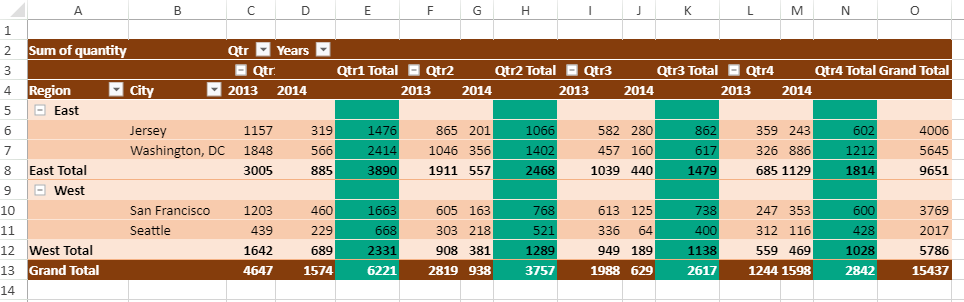 A B C D E F G H I J K L M N O
1
2 Sum of quantity Qtr Years
3 Qtr Qtr1 Total Qtr2 Qtr2 Total Qtr3 Qtr3 Total Qtr4 Qtr4 Total Grand Total
4 Region City 2013 2014 2013 2014 2013 2014 2013 2014
5 East
6 Jersey 1157 319 1476 865 201 1066 582 280 862 359 243 602 4006
7 Washington, DC 1848 566 2414 1046 356 1402 457 160 617 326 886 1212 5645
8 East Total 3005 885 3890 1911 557 2468 1039 440 1479 685 1129 1814 9651
9 West
10 San Francisco 1203 460 1663 605 163 768 613 125 738 247 353 600 3769
11 Seattle 439 229 668 303 218 521 336 64 400 312 116 428 2017
12 West Total 1642 689 2331 908 381 1289 949 189 1138 559 469 1028 5786
13 Grand Total 4647 1574 6221 2819 938 3757 1988 629 2617 1244 1598 2842 15437
14